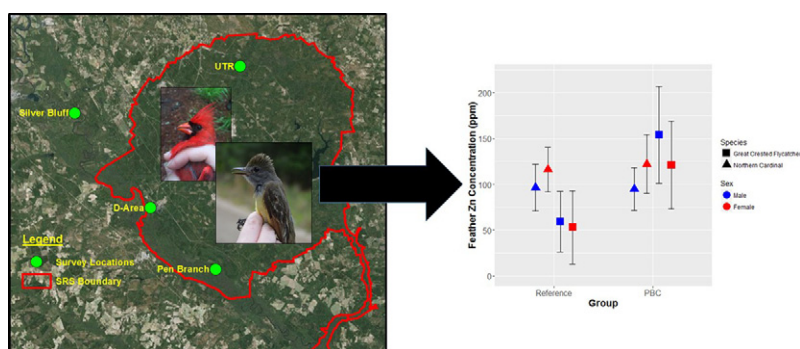 UTR
Silver Bluff
D-Area
Legend
Survey Locations
Pen Branch
SRS Boundary
Feather Zn Concentration (ppm)
200
150
100
50
0
Reference
PBC
Group
Species
Great Crested Flycatcher
Northern Cardinal
Sex
Male
Female